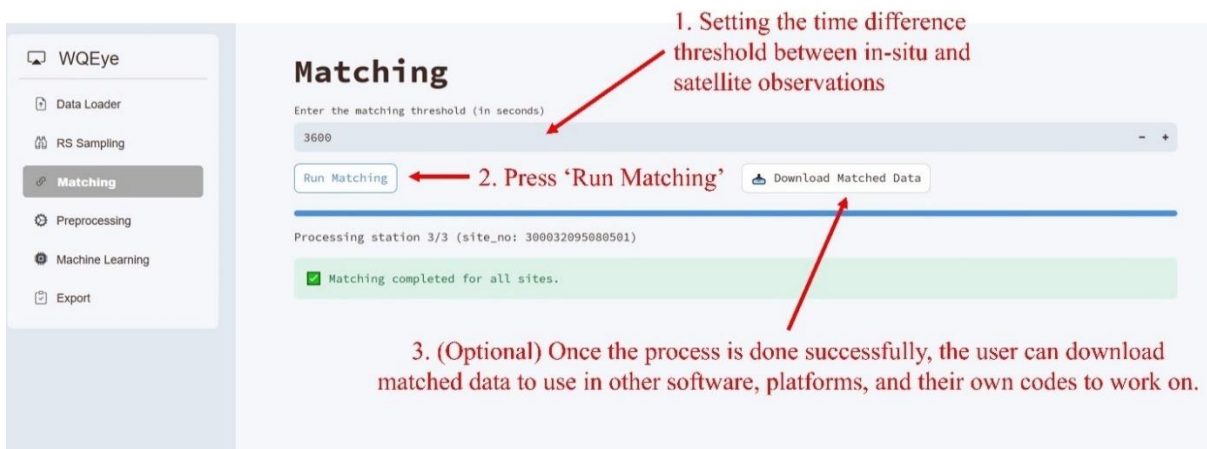 WQEye
Data Loader
RS Sampling
Matching
Preprocessing
Machine Learning
Export
Matching
Enter the matching threshold (in seconds)
3600 - +
Run Matching
Download Matched Data
Processing station 3/3 (site_no: 300032095080501)
Matching completed for all sites.
1. Setting the time difference
threshold between in-situ and
satellite observations
2. Press ‘Run Matching’
3. (Optional) Once the process is done successfully, the user can download
matched data to use in other software, platforms, and their own codes to work on.